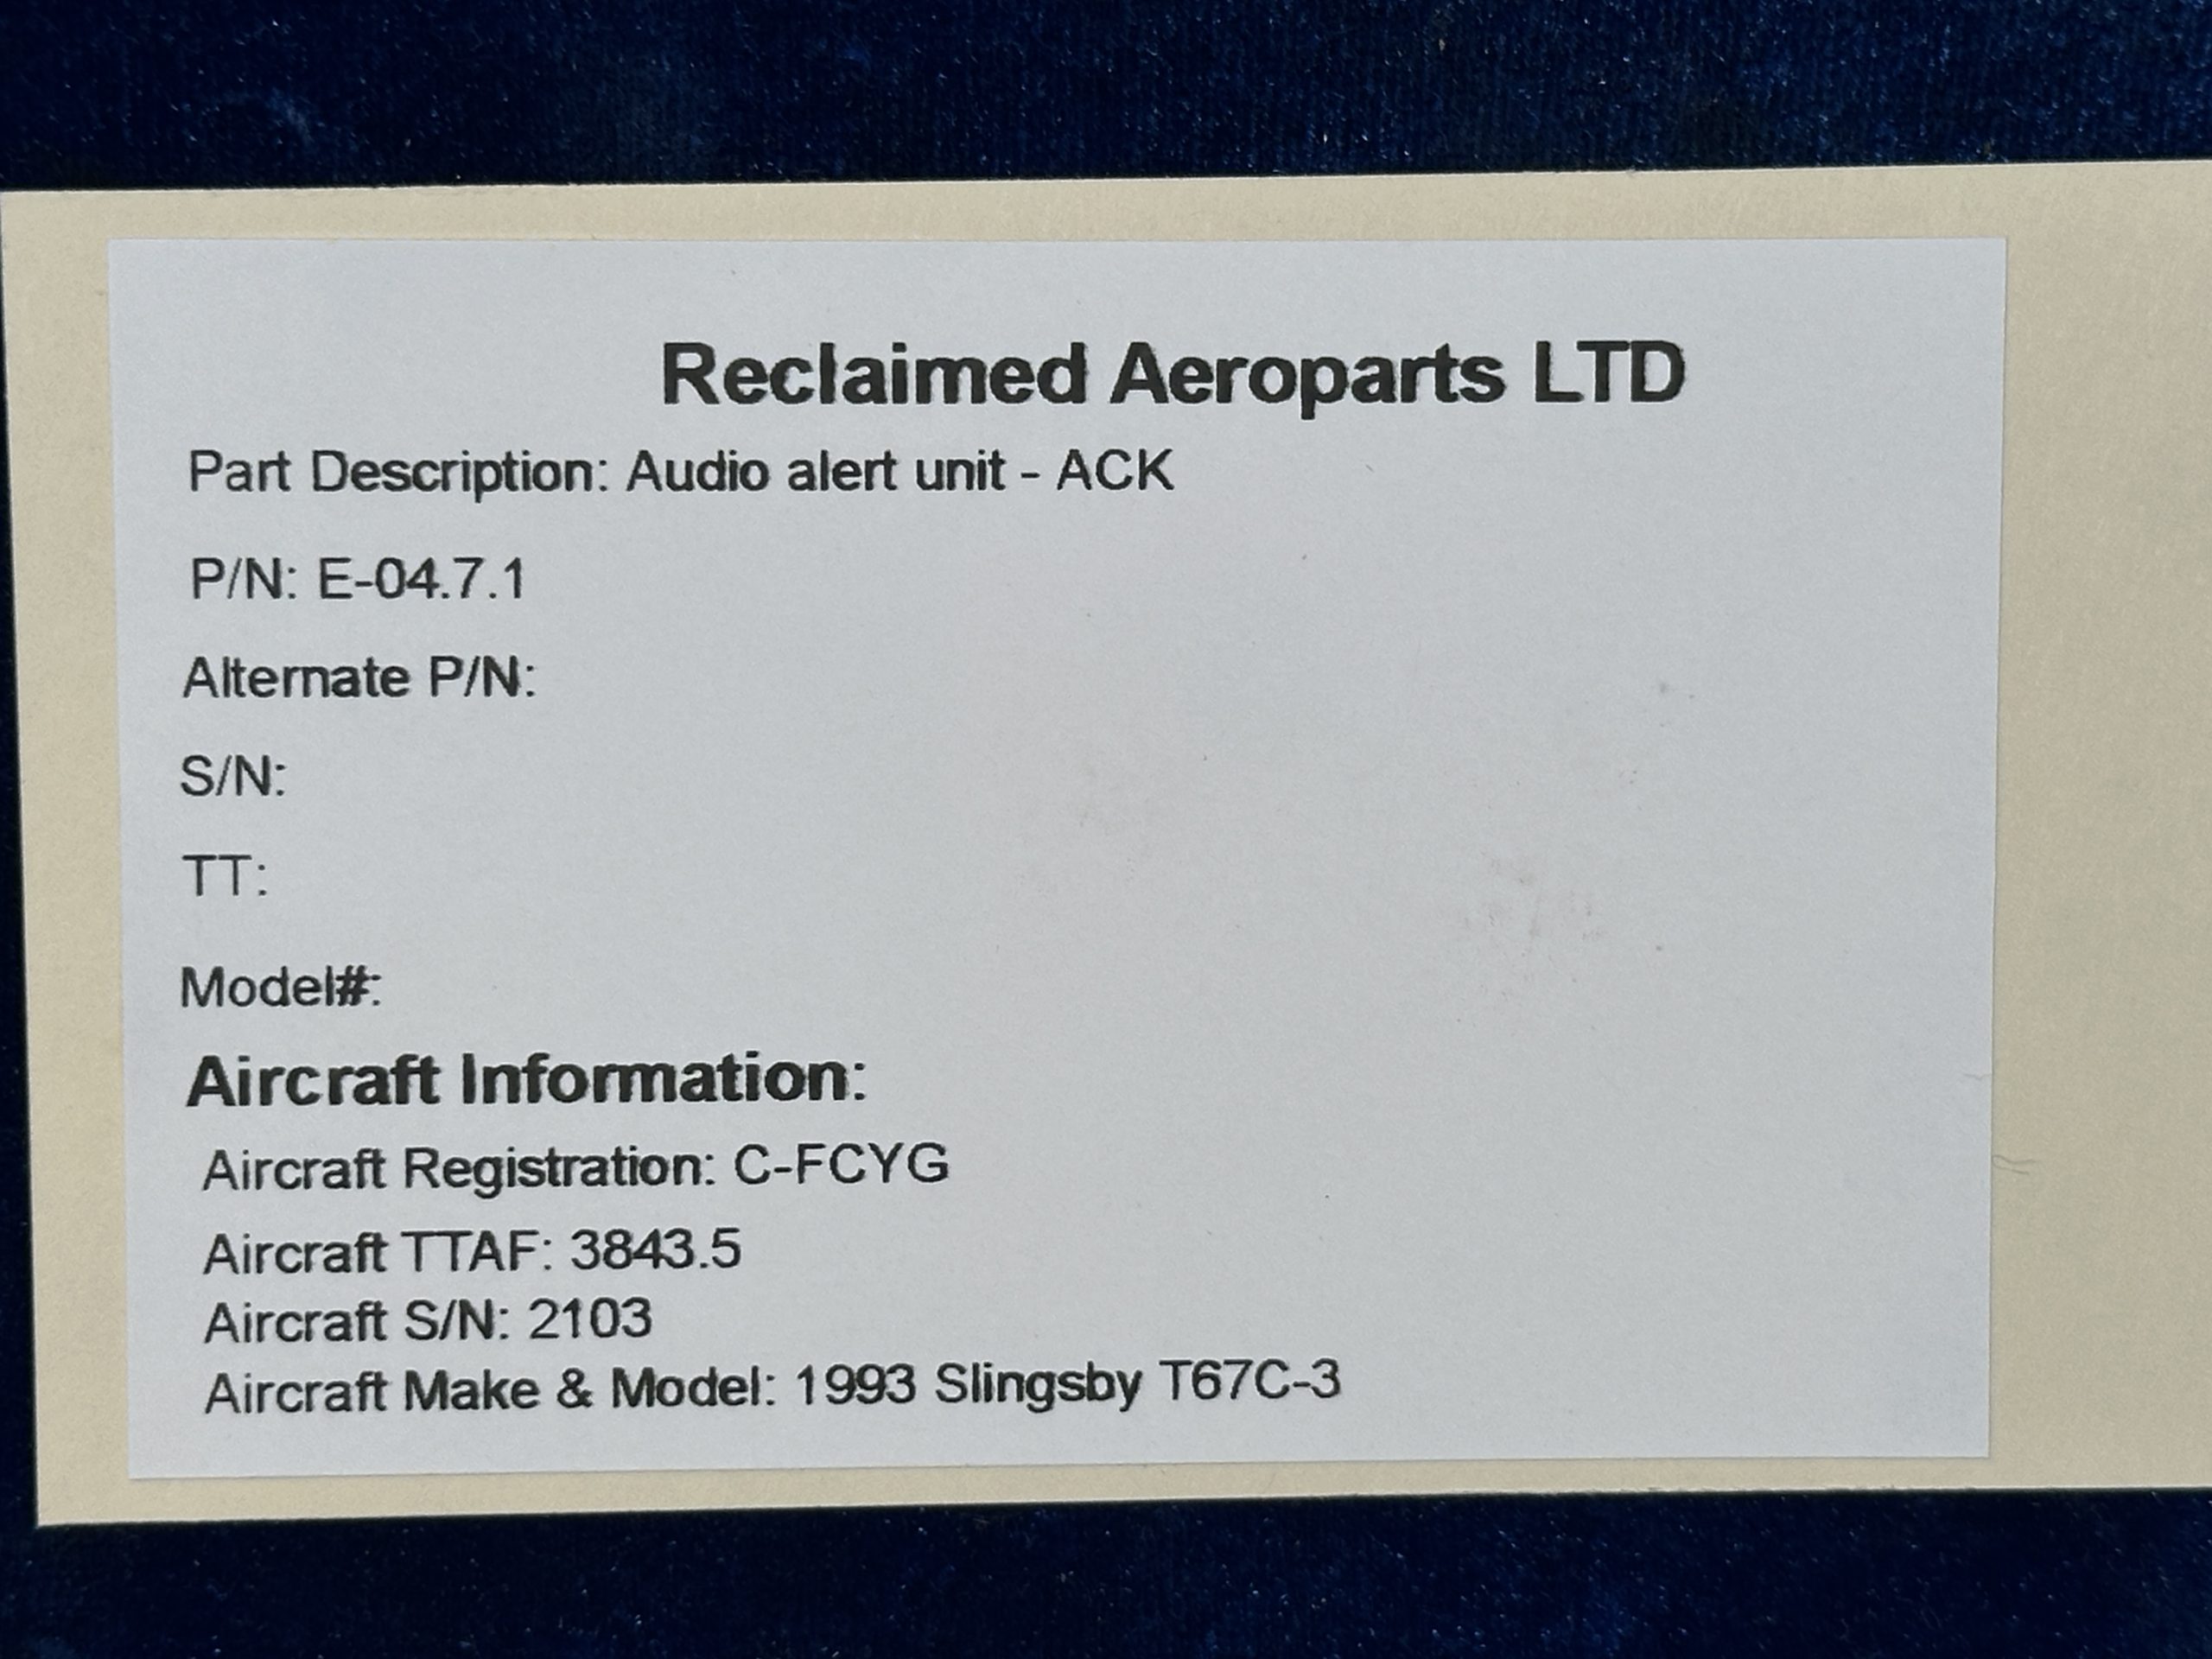 Reclaimed Aeroparts LTD
Part Description: Audio alert unit - ACK
P/N: E-04.7.1
Alternate P/N:
S/N:
TT:
Model#:
Aircraft Information:
Aircraft Registration: C-FCYG
Aircraft TTAF: 3843.5
Aircraft S/N: 2103
Aircraft Make & Model: 1993 Slingsby T67C-3